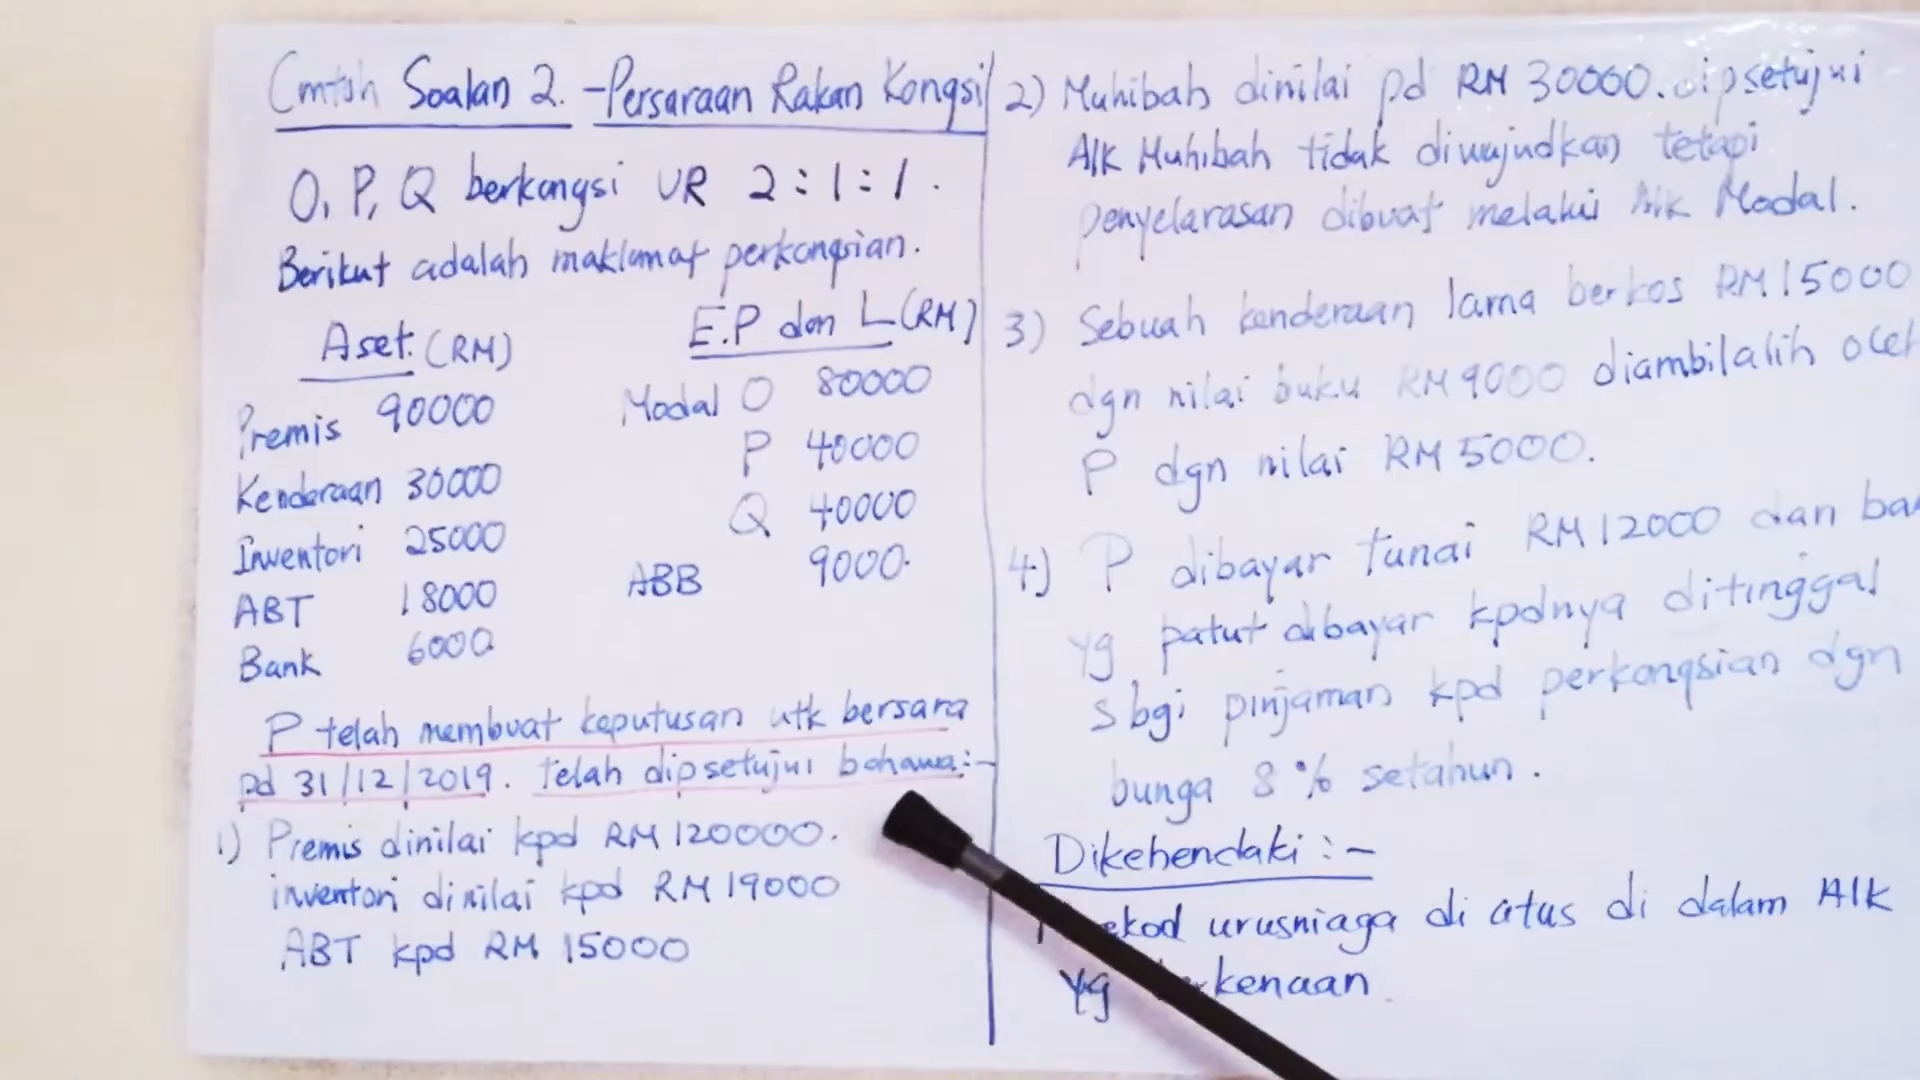 Contoh Soalan 2. - Persaraan Rakan Kongsi
O, P, Q berkongsi UR 2 : 1 : 1.
Berikut adalah maklumat perkongsian.
Aset (RM)
Premis 90000
Kenderaan 30000
Inventori 25000
ABT 18000
Bank 6000
E.P dan L (RM)
Modal O 80000
P 40000
Q 40000
ABB 9000
P telah membuat keputusan utk bersara
pd 31/12/2019. Telah dipsetujui bahawa:-
1) Premis dinilai kpd RM 120000.
inventori dinilai kpd RM 19000
ABT kpd RM 15000
2) Muhibah dinilai pd RM 30000. dipsetujui
A/k Muhibah tidak diwujudkan tetapi
penyelarasan dibuat melalui A/k Modal.
3) Sebuah kenderaan lama berkos RM 15000
dgn nilai buku RM 9000 diambilalih
P dgn nilai RM 5000.
4) P dibayar tunai RM 12000 dan
yg patut dibayar kpdnya ditinggal
sbgi pinjaman kpd perkongsian dgn
bunga 8% setahun.
Dikehendaki :-
urusniaga di atas di dalam A/k
yg